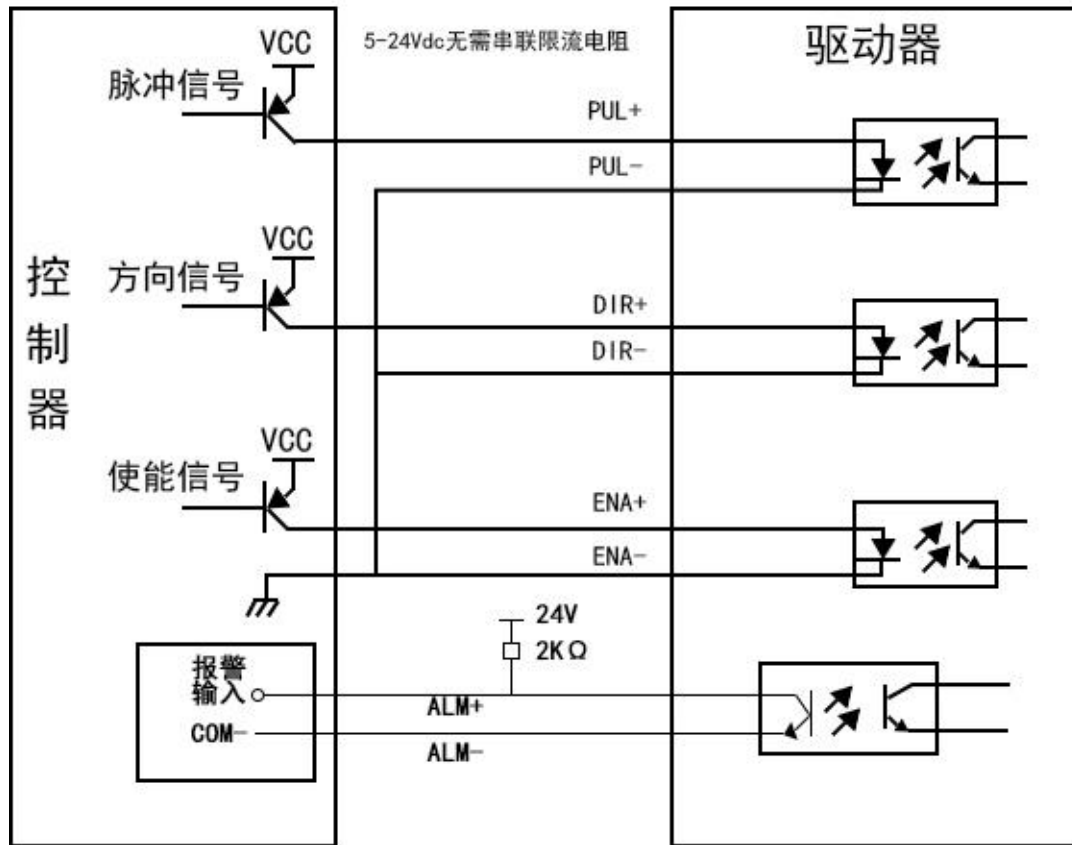 VCC
5-24Vdc无需串联限流电阻
驱动器
脉冲信号
PUL+
PUL-
VCC
方向信号
控制器
DIR+
DIR-
VCC
使能信号
ENA+
ENA-
24V
2KΩ
报警
输入
ALM+
COM-
ALM-